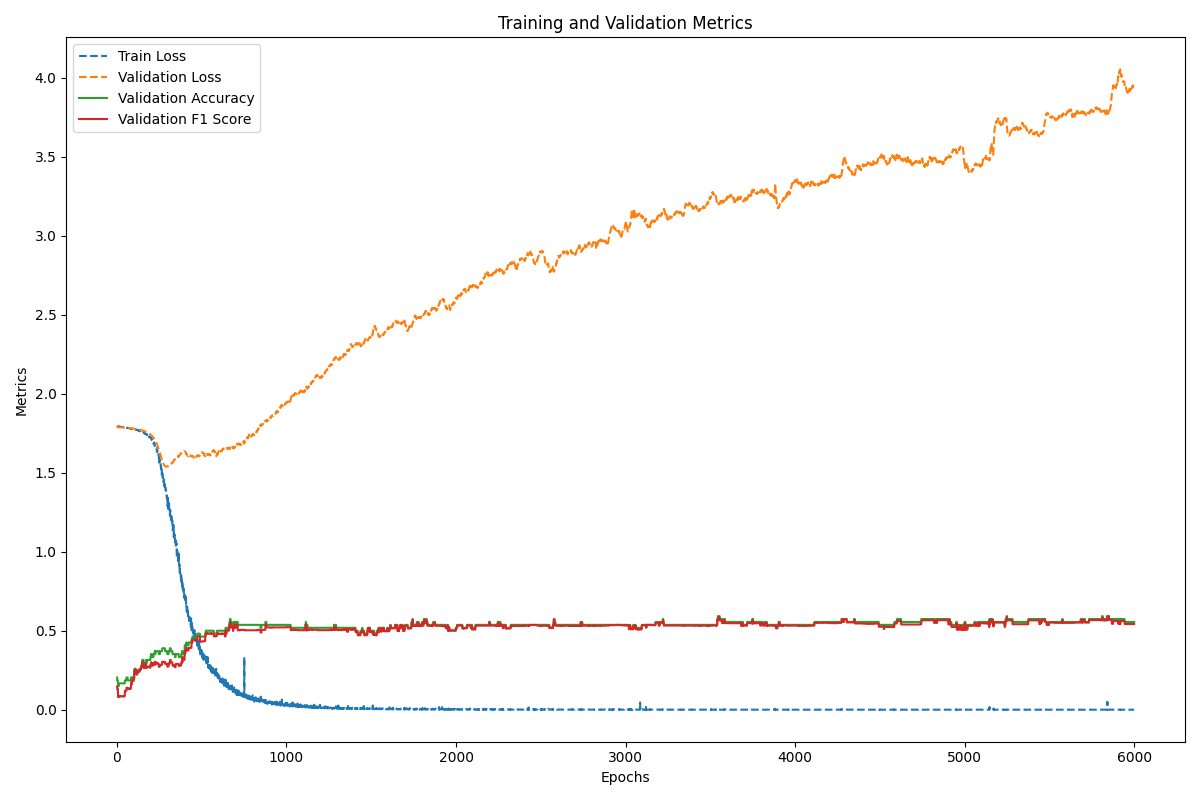 Training and Validation Metrics
Train Loss
Validation Loss
Validation Accuracy
Validation F1 Score
4.0
3.5
3.0
2.5
2.0
1.5
1.0
0.5
0.0
Metrics
0 1000 2000 3000 4000 5000 6000
Epochs